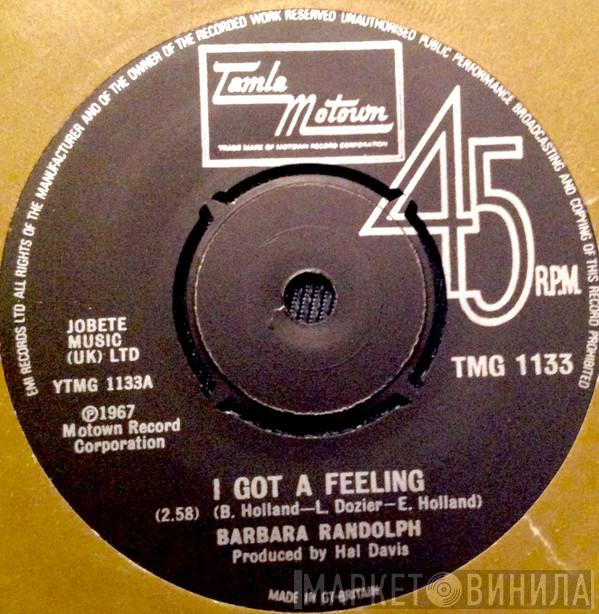 EMI RECORDS LTD ALL RIGHTS OF THE MANUFACTURER AND OF THE OWNER OF THE RECORDED WORK RESERVED UNAUTHORISED PUBLIC PERFORMANCE BROADCASTING AND COPYING OF THIS RECORD PROHIBITED
Tamla
Motown
TRADE MARK OF MOTOWN RECORD CORPORATION
45
R.P.M.
JOBETE
MUSIC
(UK) LTD
YTMG 1133A
TMG 1133
℗1967
Motown Record
Corporation
I GOT A FEELING
(2.58) (B. Holland—L. Dozier—E. Holland)
BARBARA RANDOLPH
Produced by Hal Davis
MADE IN GT·BRITAIN
МАРКЕТ ВИНИЛА